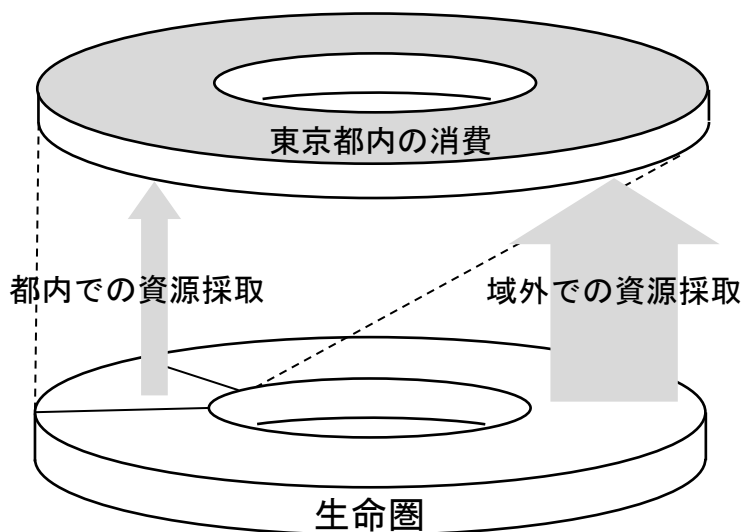 東京都内の消費
都内での資源採取
域外での資源採取
生命圏